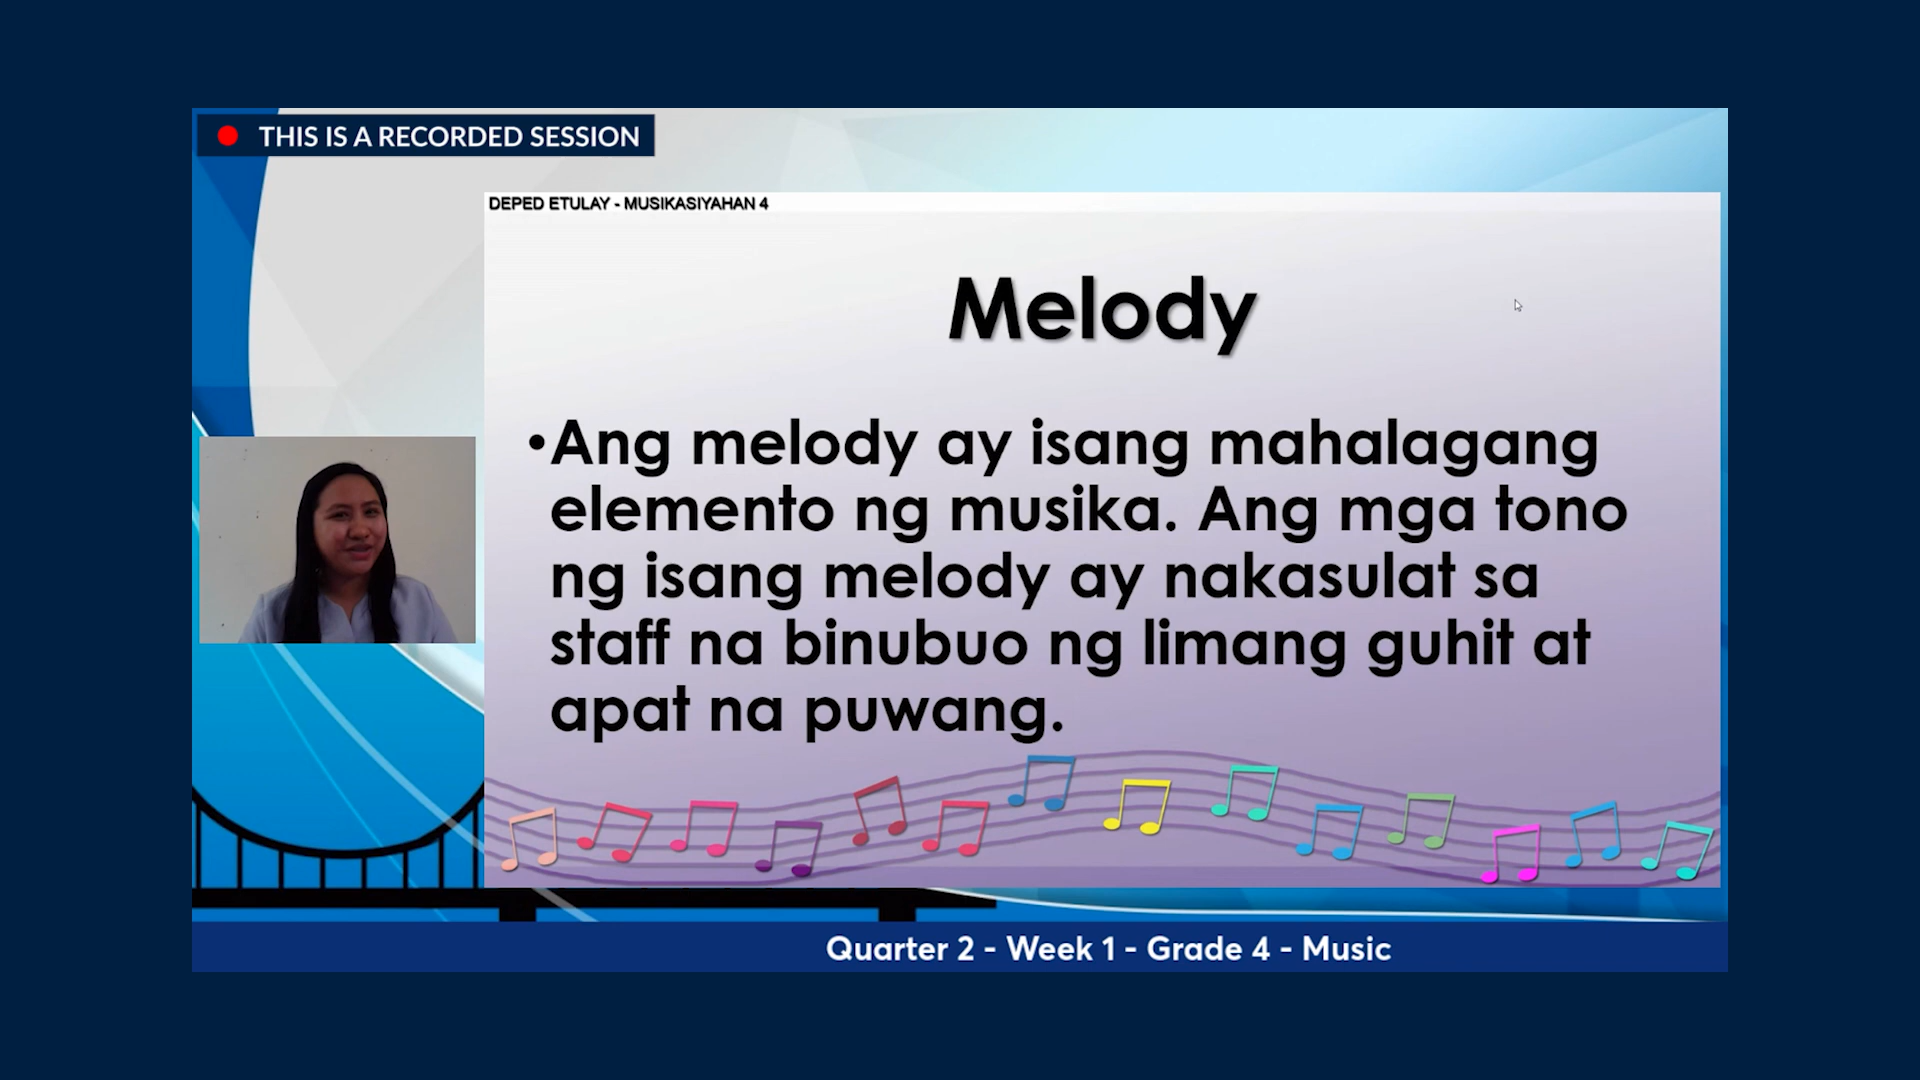 THIS IS A RECORDED SESSION
DEPED ETULAY - MUSIKASIYAHAN 4
Melody
•Ang melody ay isang mahalagang
elemento ng musika. Ang mga tono
ng isang melody ay nakasulat sa
staff na binubuo ng limang guhit at
apat na puwang.
Quarter 2 - Week 1 - Grade 4 - Music